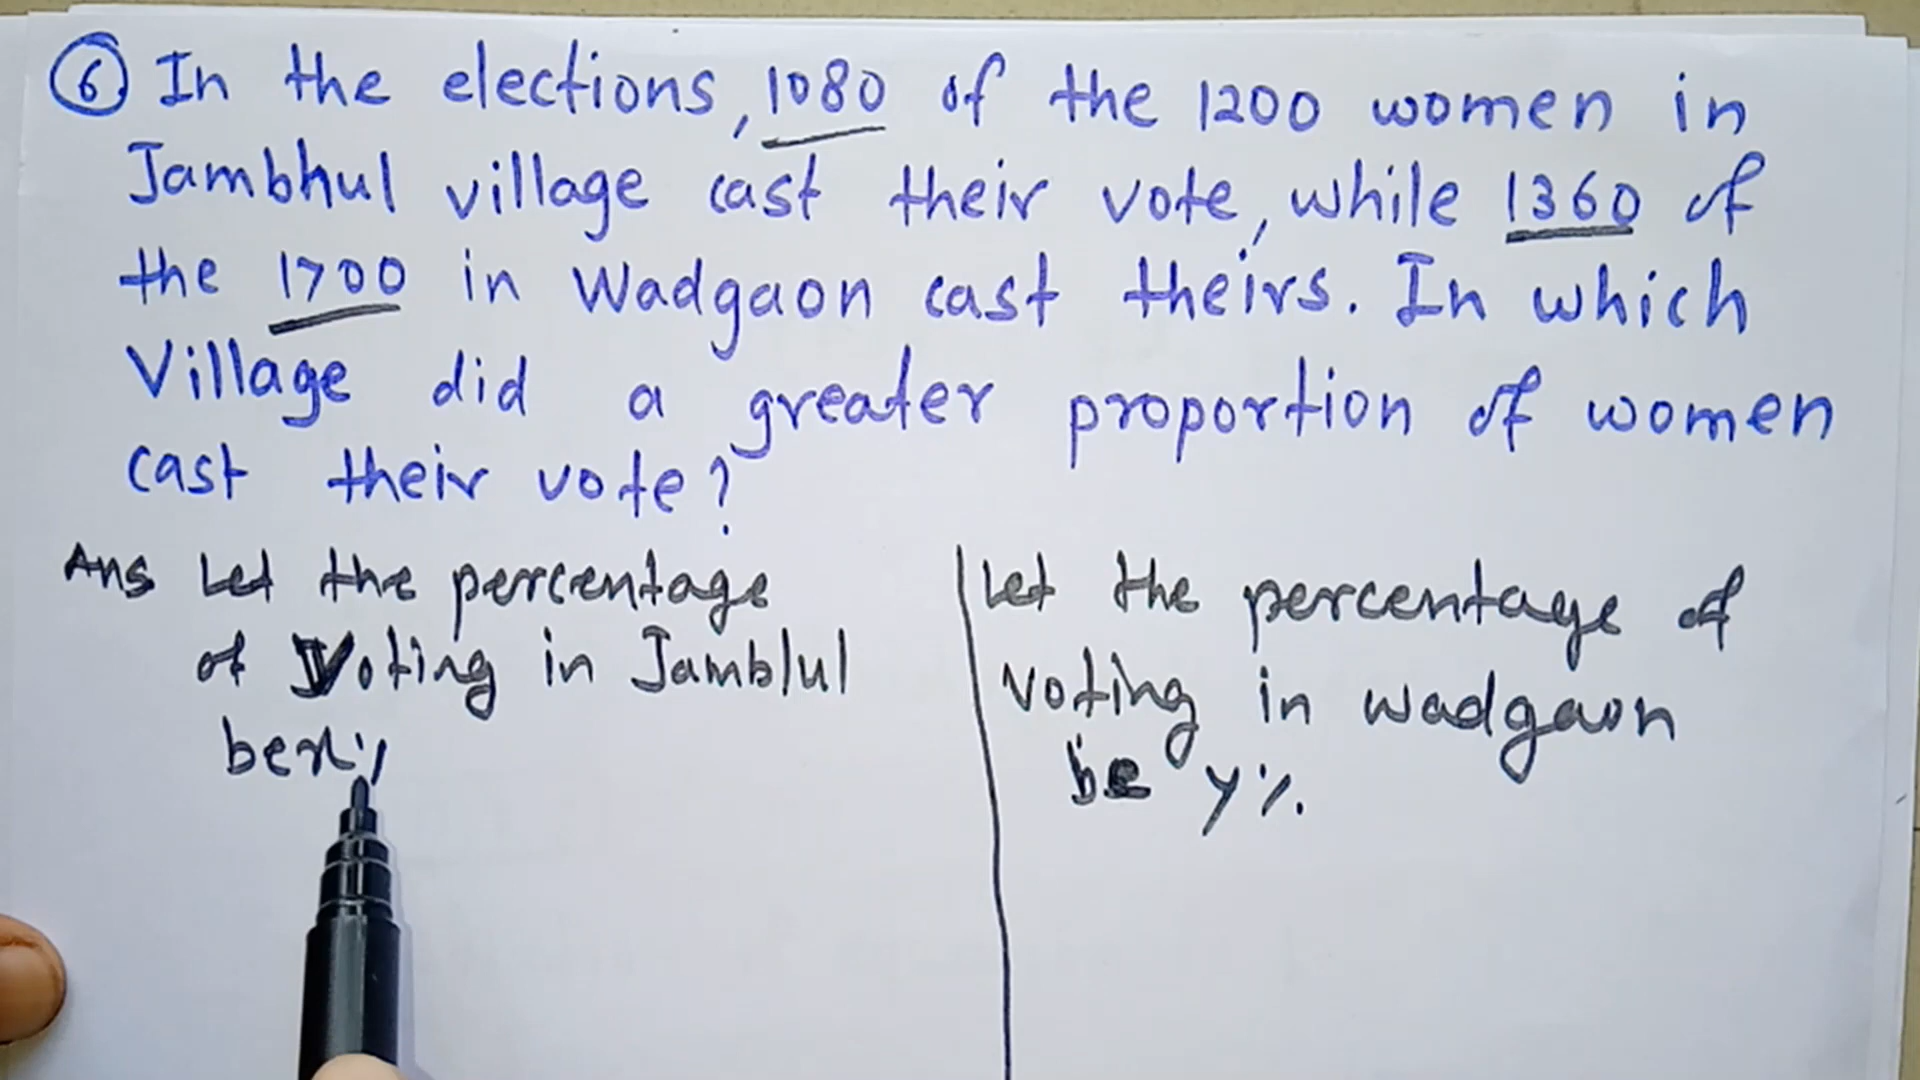 6 In the elections, 1080 of the 1200 women in
Jambhul village cast their vote, while 1360 of
the 1700 in Wadgaon cast theirs. In which
Village did a greater proportion of women
cast their vote?
Ans Let the percentage
of Voting in Jamblul
be x%
Let the percentage of
Voting in wadgaon
be y%.